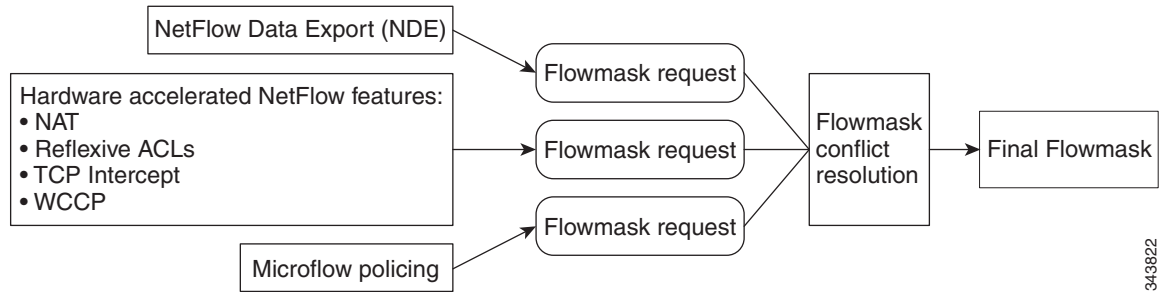 NetFlow Data Export (NDE)
Flowmask request
Hardware accelerated NetFlow features:
• NAT
• Reflexive ACLs
• TCP Intercept
• WCCP
Flowmask request
Flowmask
conflict
resolution
Final Flowmask
Flowmask request
Microflow policing
343822